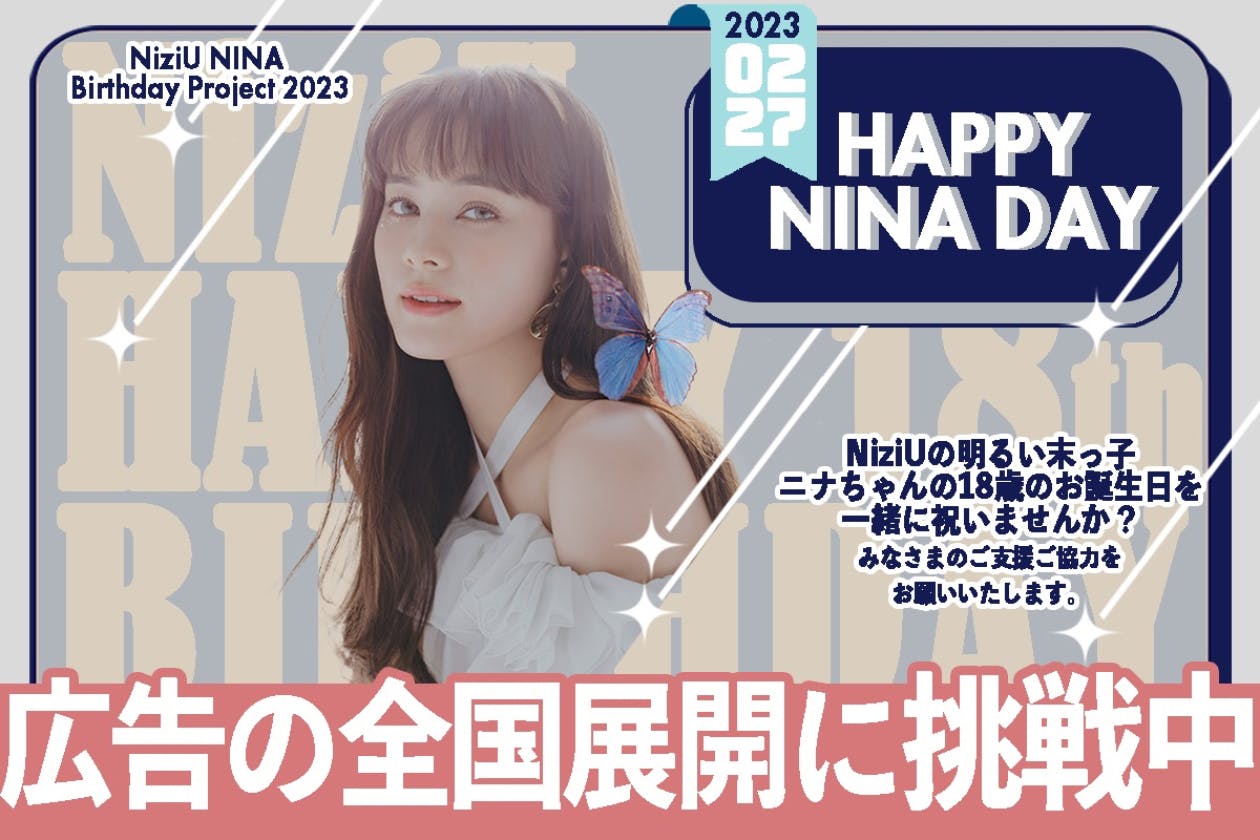 NiziU NINA
Birthday Project 2023
2023
02
27
HAPPY
NINA DAY
NiziU
HAPPY 18th
BIRTHDAY
NiziUの明るい末っ子
ニナちゃんの18歳のお誕生日を
一緒に祝いませんか？
みなさまのご支援ご協力を
お願いいたします。
広告の全国展開に挑戦中